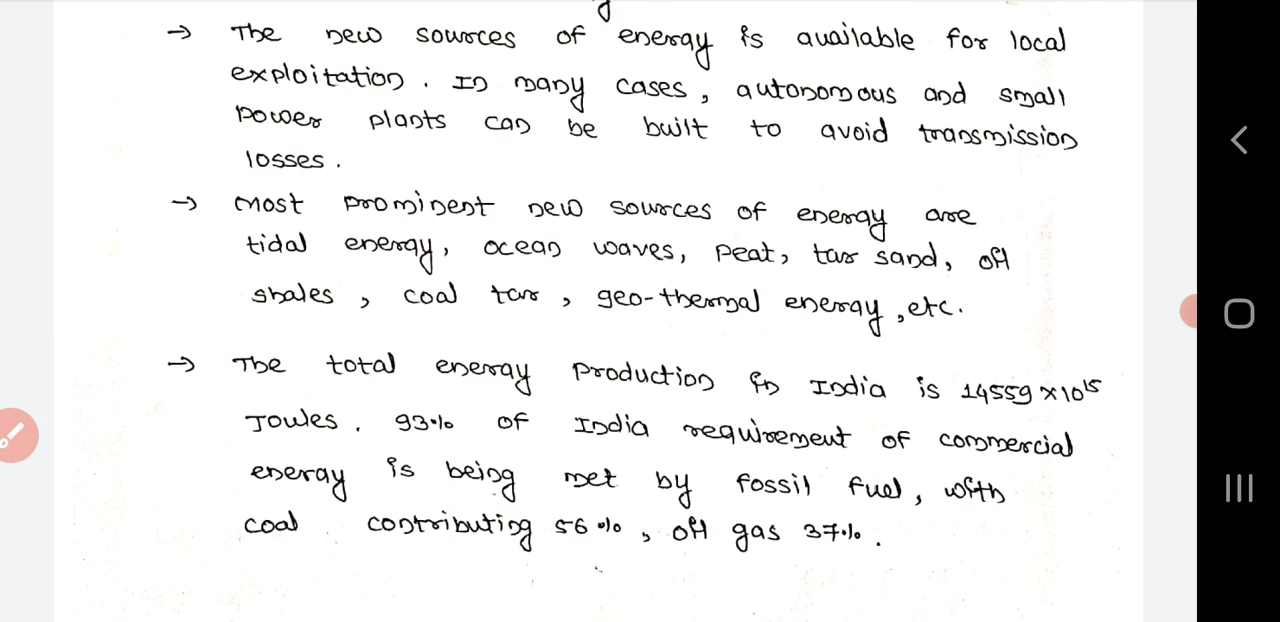 → The new sources of energy is available for local
exploitation. In many cases, autonomous and small
power plants can be built to avoid transmission
losses.
→ Most prominent new sources of energy are
tidal energy, ocean waves, peat, tar sand, oil
shales, coal tar, geo-thermal energy, etc.
→ The total energy production in India is 14559 x 10¹⁵
Joules. 93% of India requirement of commercial
energy is being met by fossil fuel, with
coal contributing 56%, oil gas 37%.